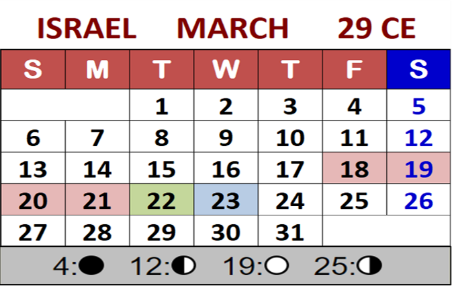 ISRAEL MARCH 29 CE
S M T W T F S
1 2 3 4 5
6 7 8 9 10 11 12
13 14 15 16 17 18 19
20 21 22 23 24 25 26
27 28 29 30 31
4: 12: 19: 25: